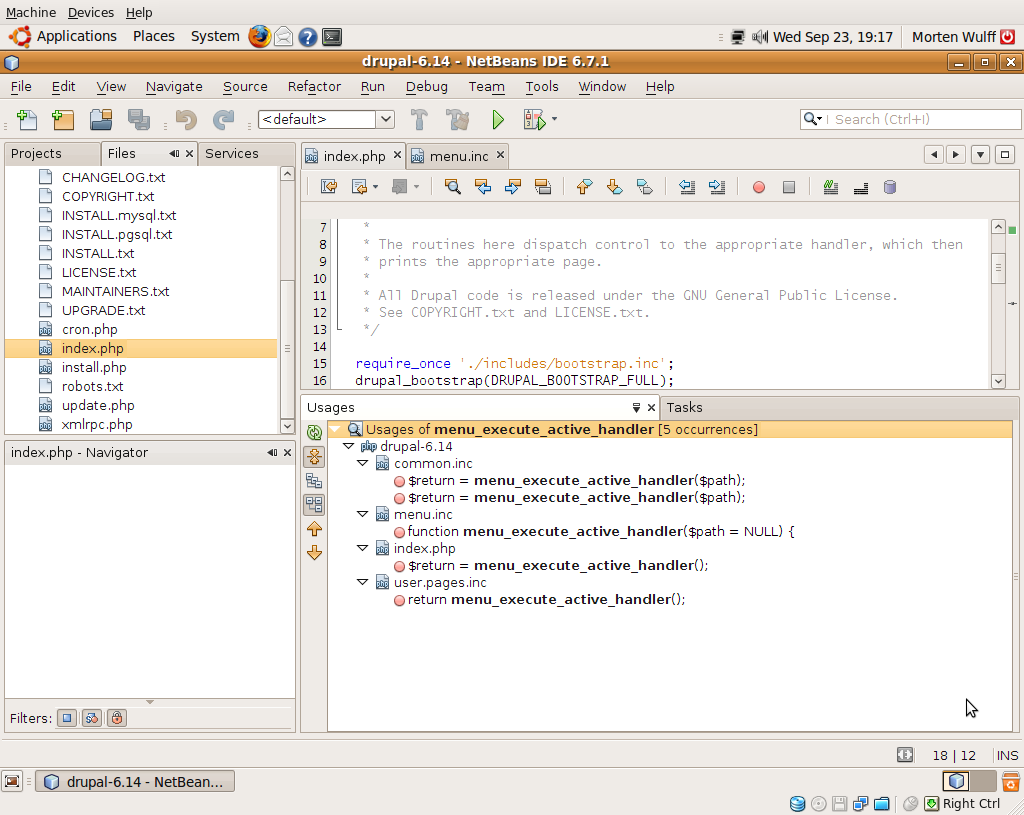 Machine Devices Help
Applications Places System Wed Sep 23, 19:17 Morten Wulff
drupal-6.14 - NetBeans IDE 6.7.1
File Edit View Navigate Source Refactor Run Debug Team Tools Window Help
<default> Search (Ctrl+I)
Projects Files Services
CHANGELOG.txt
COPYRIGHT.txt
INSTALL.mysql.txt
INSTALL.pgsql.txt
INSTALL.txt
LICENSE.txt
MAINTAINERS.txt
UPGRADE.txt
cron.php
index.php
install.php
robots.txt
update.php
xmlrpc.php
index.php - Navigator
Filters:
index.php menu.inc
7 *
8 * The routines here dispatch control to the appropriate handler, which then
9 * prints the appropriate page.
10 *
11 * All Drupal code is released under the GNU General Public License.
12 * See COPYRIGHT.txt and LICENSE.txt.
13 */
14
15 require_once './includes/bootstrap.inc';
16 drupal_bootstrap(DRUPAL_BOOTSTRAP_FULL);
Usages Tasks
Usages of menu_execute_active_handler [5 occurrences]
php drupal-6.14
common.inc
$return = menu_execute_active_handler($path);
$return = menu_execute_active_handler($path);
menu.inc
function menu_execute_active_handler($path = NULL) {
index.php
$return = menu_execute_active_handler();
user.pages.inc
return menu_execute_active_handler();
18 | 12 INS
drupal-6.14 - NetBean...
Right Ctrl